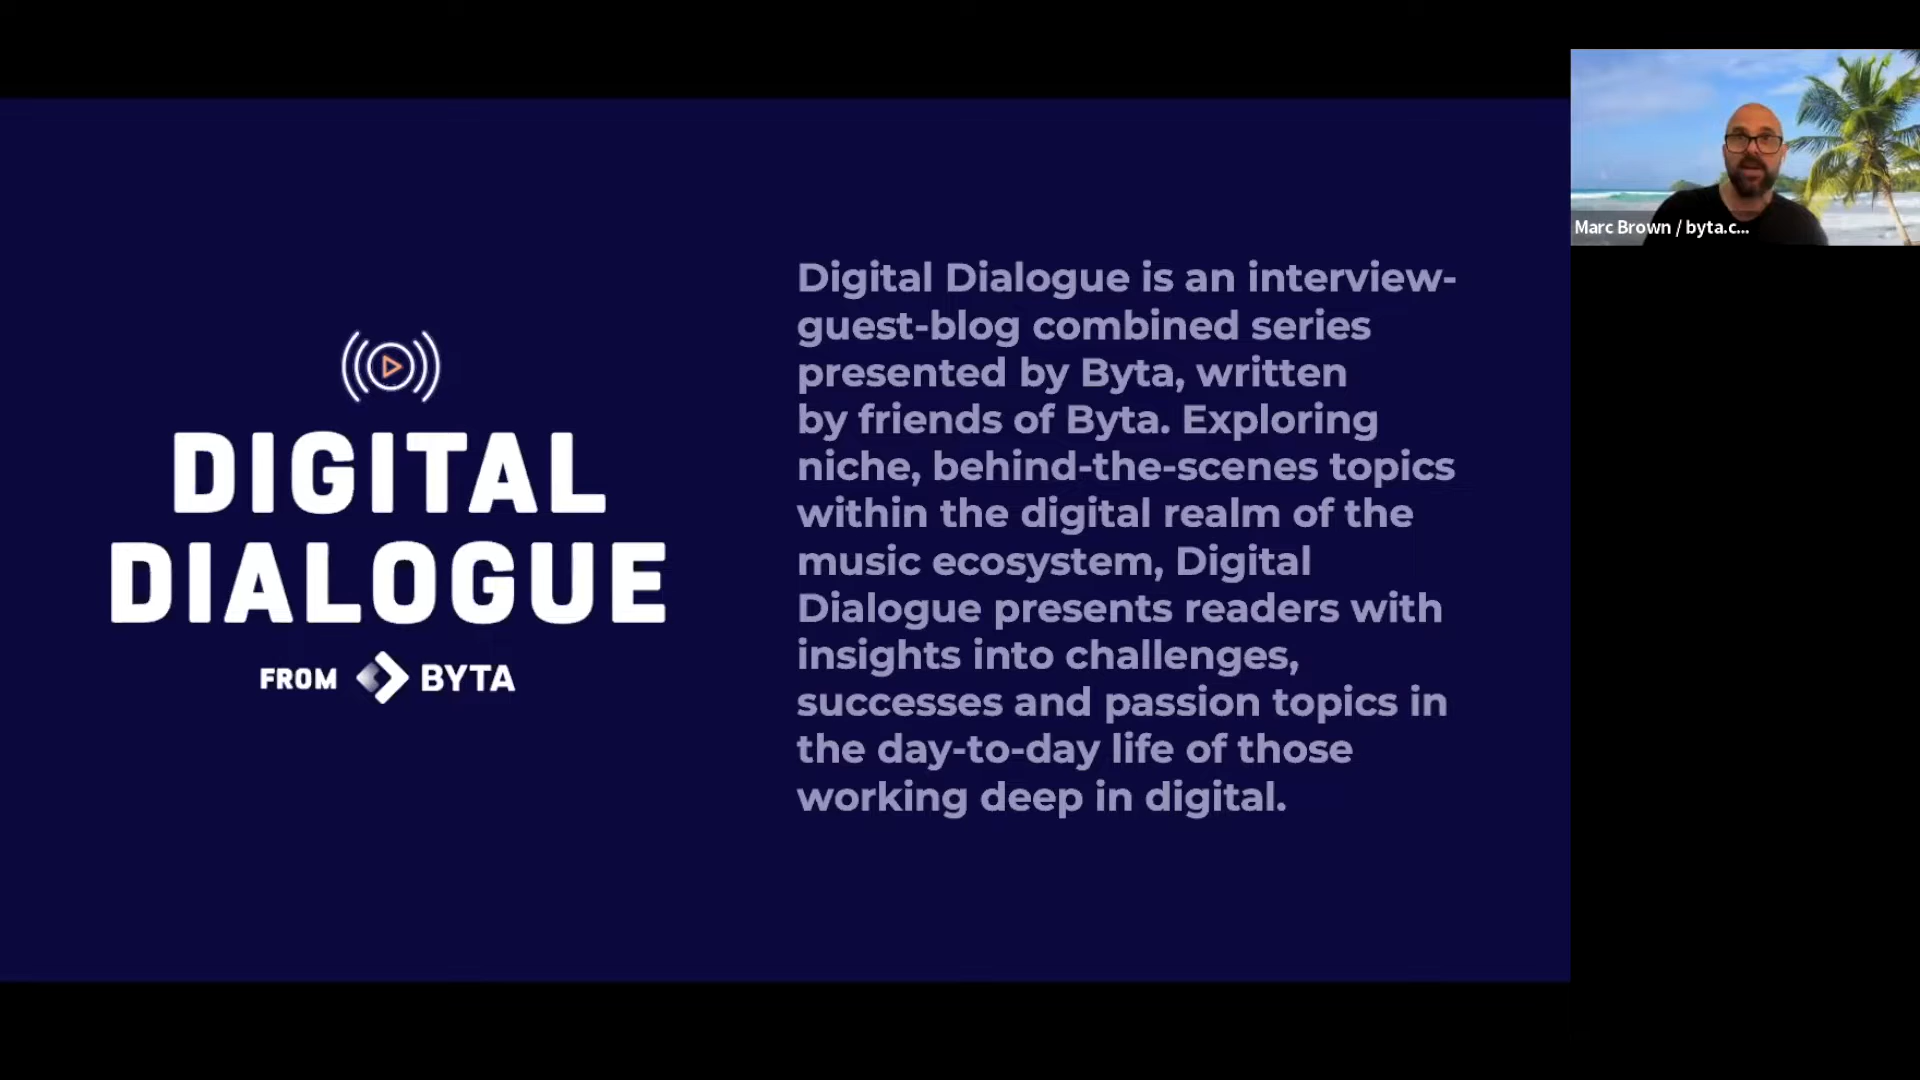 DIGITAL
DIALOGUE
FROM BYTA
Digital Dialogue is an interview-
guest-blog combined series
presented by Byta, written
by friends of Byta. Exploring
niche, behind-the-scenes topics
within the digital realm of the
music ecosystem, Digital
Dialogue presents readers with
insights into challenges,
successes and passion topics in
the day-to-day life of those
working deep in digital.
Marc Brown / byta.c...